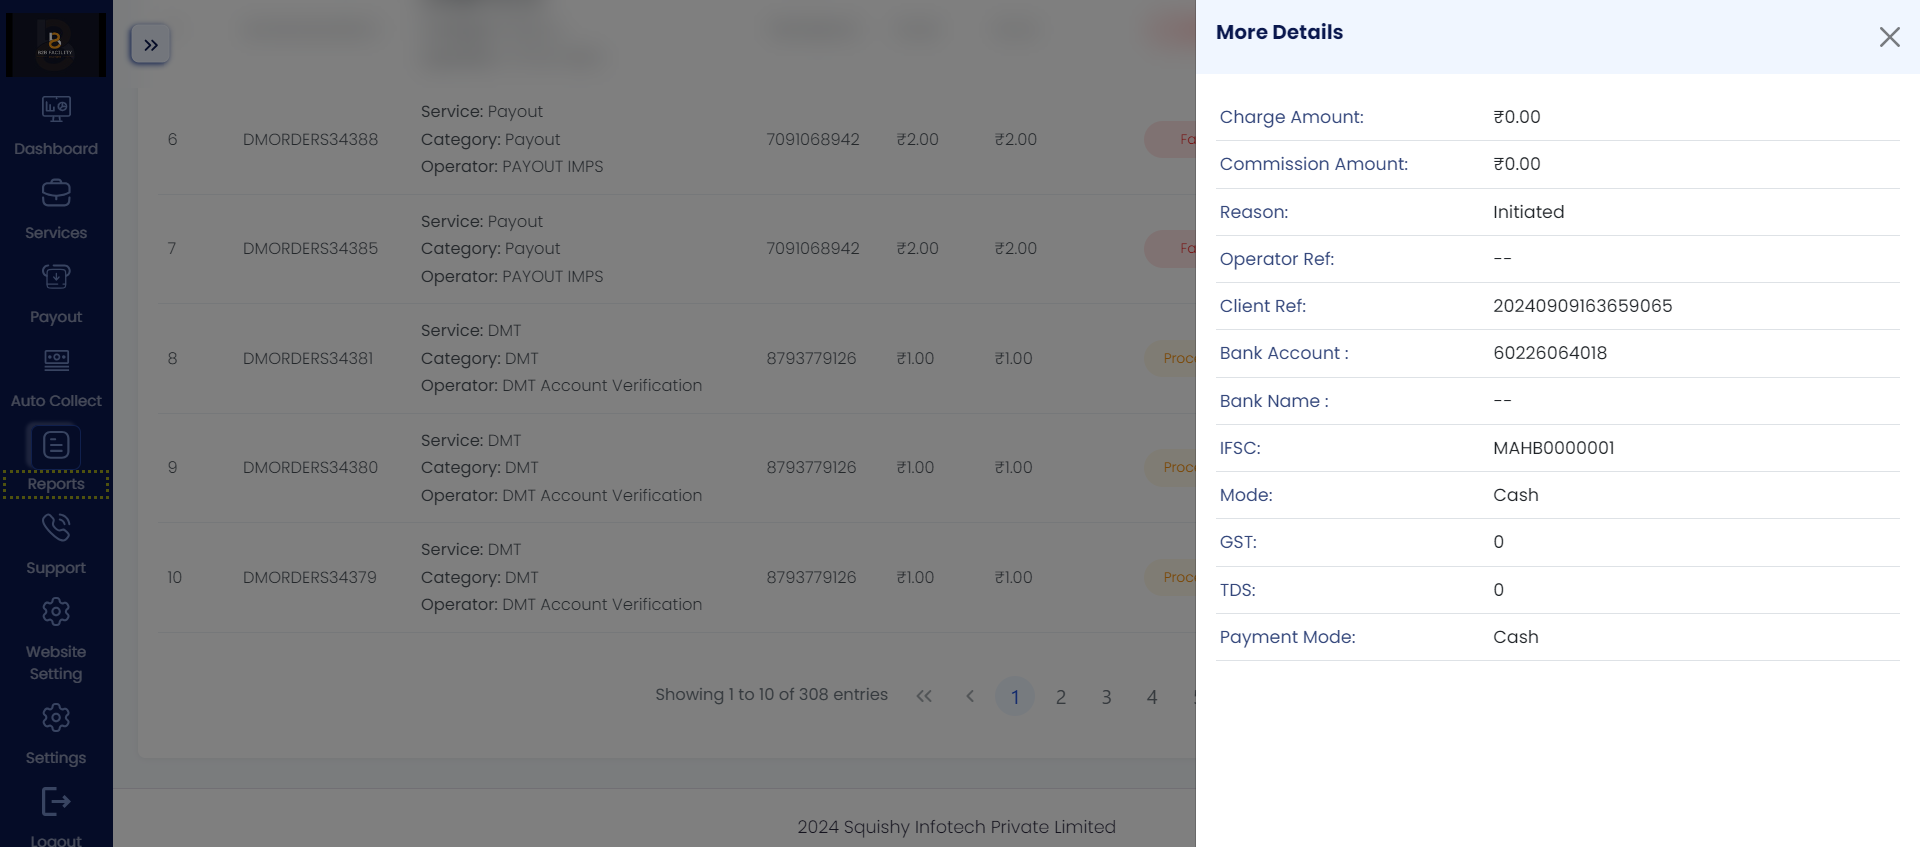 B2B FACILITY
Dashboard
Services
Payout
Auto Collect
Reports
Support
Website
Setting
Settings
Logout
Service: Payout
6 DMORDERS34388 Category: Payout 7091068942 ₹2.00 ₹2.00 Fa
Operator: PAYOUT IMPS
Service: Payout
7 DMORDERS34385 Category: Payout 7091068942 ₹2.00 ₹2.00 Fa
Operator: PAYOUT IMPS
Service: DMT
8 DMORDERS34381 Category: DMT 8793779126 ₹1.00 ₹1.00 Proc
Operator: DMT Account Verification
Service: DMT
9 DMORDERS34380 Category: DMT 8793779126 ₹1.00 ₹1.00 Proc
Operator: DMT Account Verification
Service: DMT
10 DMORDERS34379 Category: DMT 8793779126 ₹1.00 ₹1.00 Proc
Operator: DMT Account Verification
Showing 1 to 10 of 308 entries 1 2 3 4
2024 Squishy Infotech Private Limited
More Details
Charge Amount: ₹0.00
Commission Amount: ₹0.00
Reason: Initiated
Operator Ref: --
Client Ref: 20240909163659065
Bank Account : 60226064018
Bank Name : --
IFSC: MAHB0000001
Mode: Cash
GST: 0
TDS: 0
Payment Mode: Cash